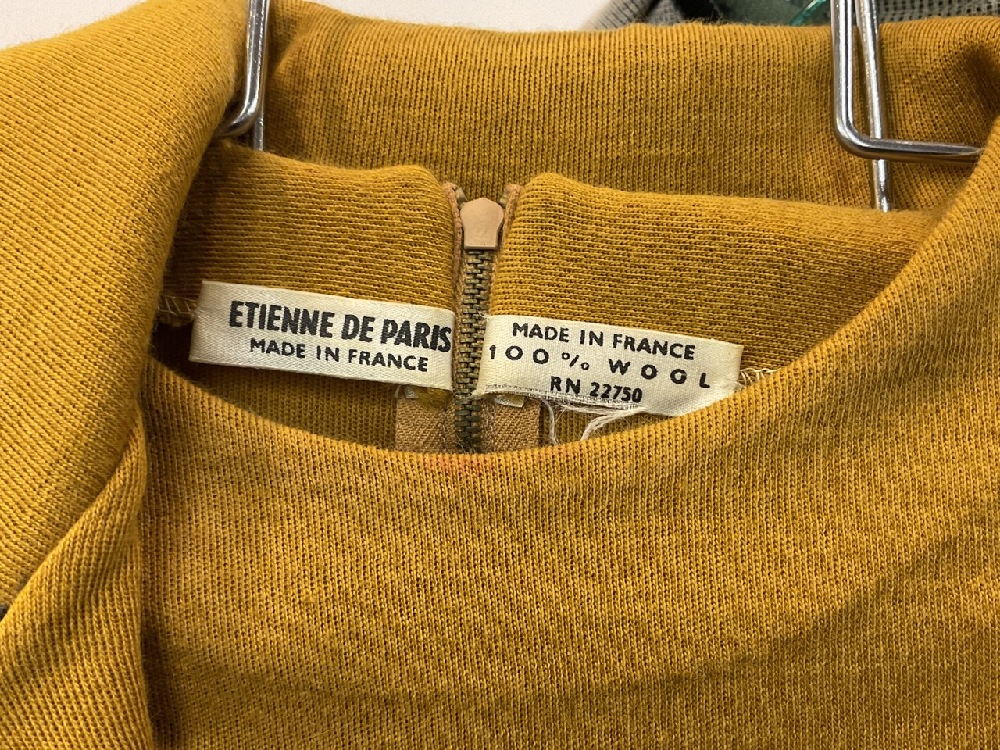 ETIENNE DE PARIS
MADE IN FRANCE
MADE IN FRANCE
100% WOOL
RN 22750